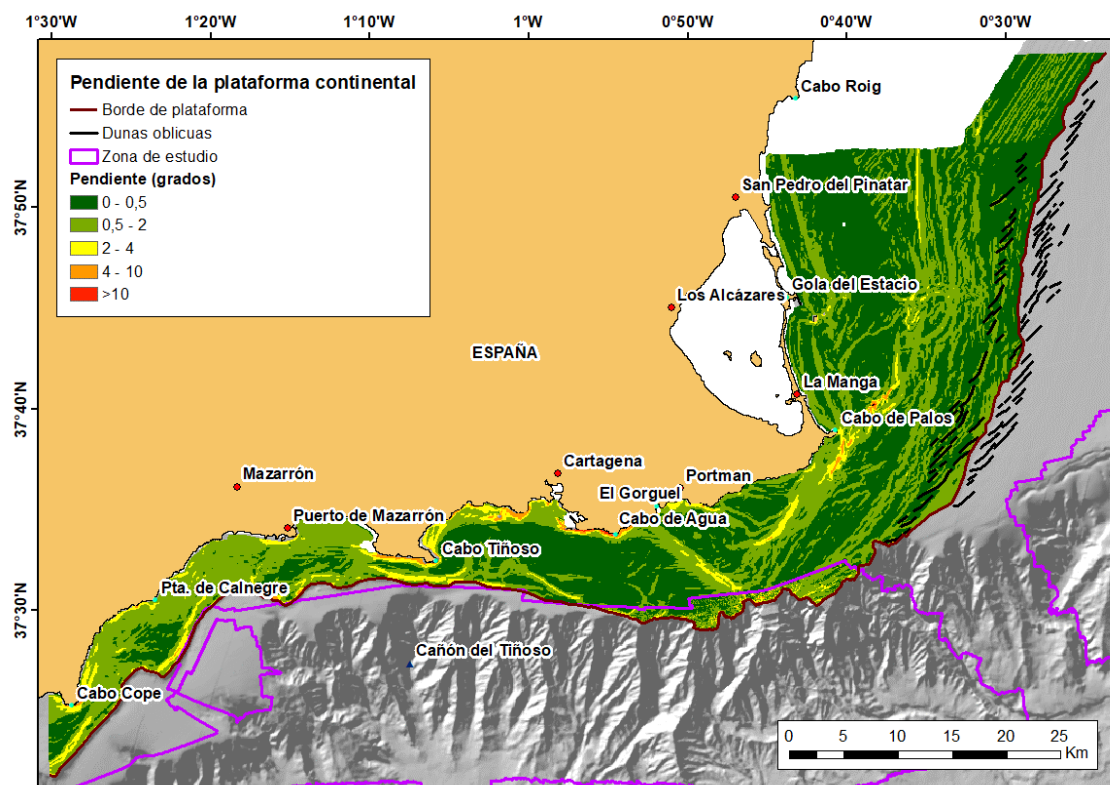 1°30'W 1°20'W 1°10'W 1°0'W 0°50'W 0°40'W 0°30'W
Pendiente de la plataforma continental
Borde de plataforma
Dunas oblicuas
Zona de estudio
Pendiente (grados)
0 - 0,5
0,5 - 2
2 - 4
4 - 10
>10
Cabo Roig
37°50'N
San Pedro del Pinatar
Gola del Estacio
Los Alcázares
ESPAÑA
La Manga
37°40'N
Cabo de Palos
Cartagena
Mazarrón
Portman
El Gorguel
Puerto de Mazarrón
Cabo de Agua
Cabo Tiñoso
Pta. de Calnegre
37°30'N
Cañón del Tiñoso
Cabo Cope
0 5 10 15 20 25
Km